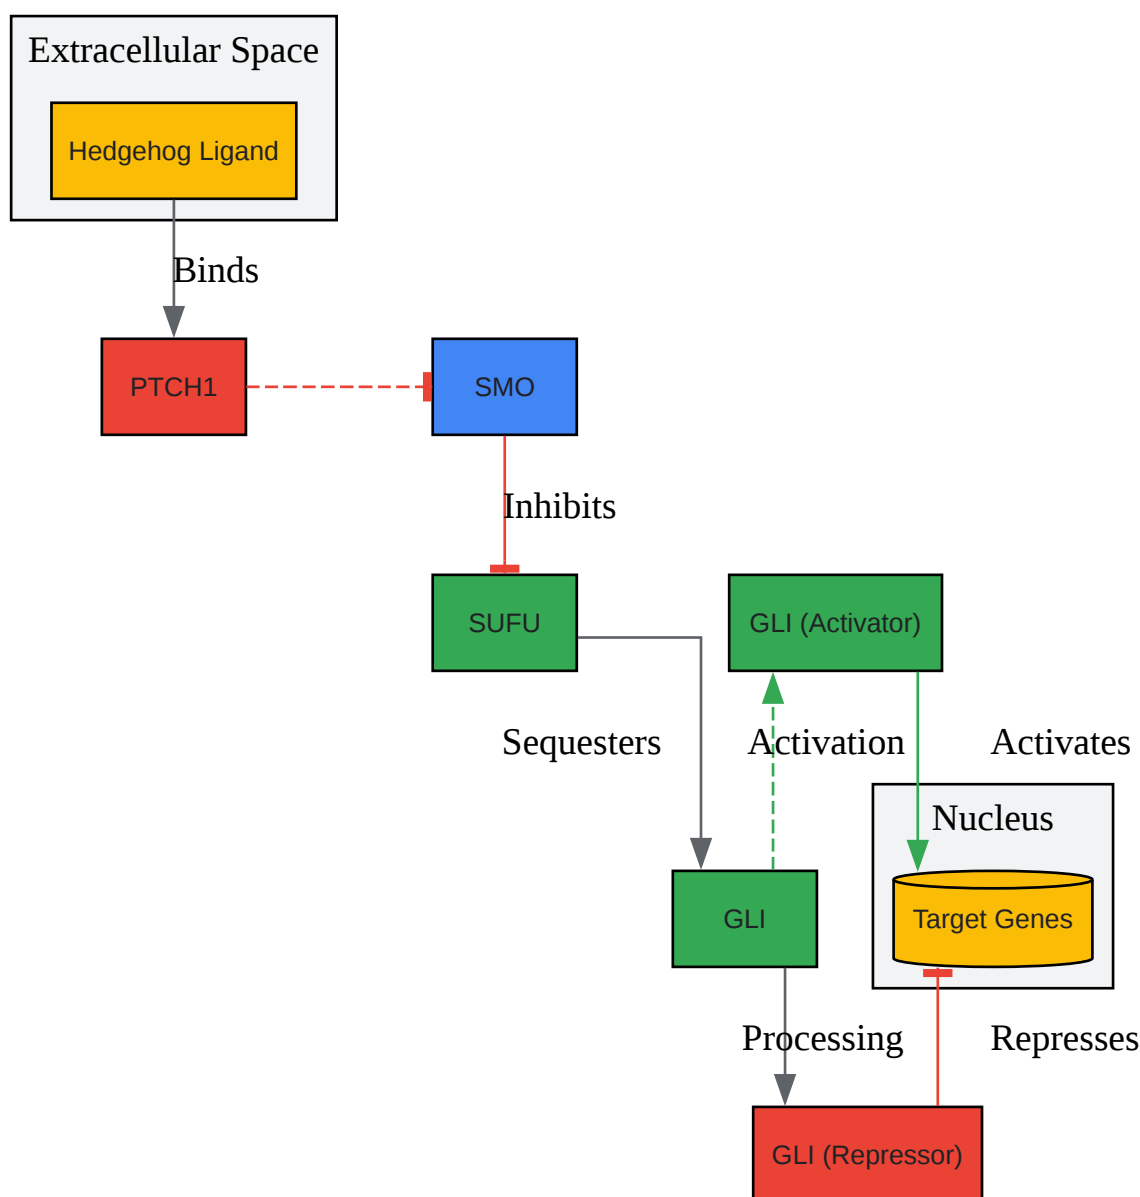 Extracellular Space
Hedgehog Ligand
Binds
PTCH1
SMO
Inhibits
SUFU
GLI (Activator)
Sequesters
Activation
Activates
Nucleus
GLI
Target Genes
Processing
Represses
GLI (Repressor)